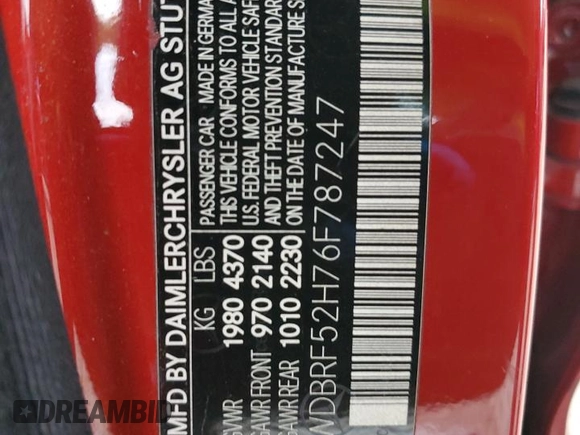 MFD BY DAIMLERCHRYSLER AG STUT
KG LBS
GVWR 1980 4370
GAWR FRONT 970 2140
GAWR REAR 1010 2230
PASSENGER CAR MADE IN GERMAN
THIS VEHICLE CONFORMS TO ALL A
U.S. FEDERAL MOTOR VEHICLE SAF
AND THEFT PREVENTION STANDAR
ON THE DATE OF MANUFACTURE S
WDBRF52H76F787247
DREAMBID